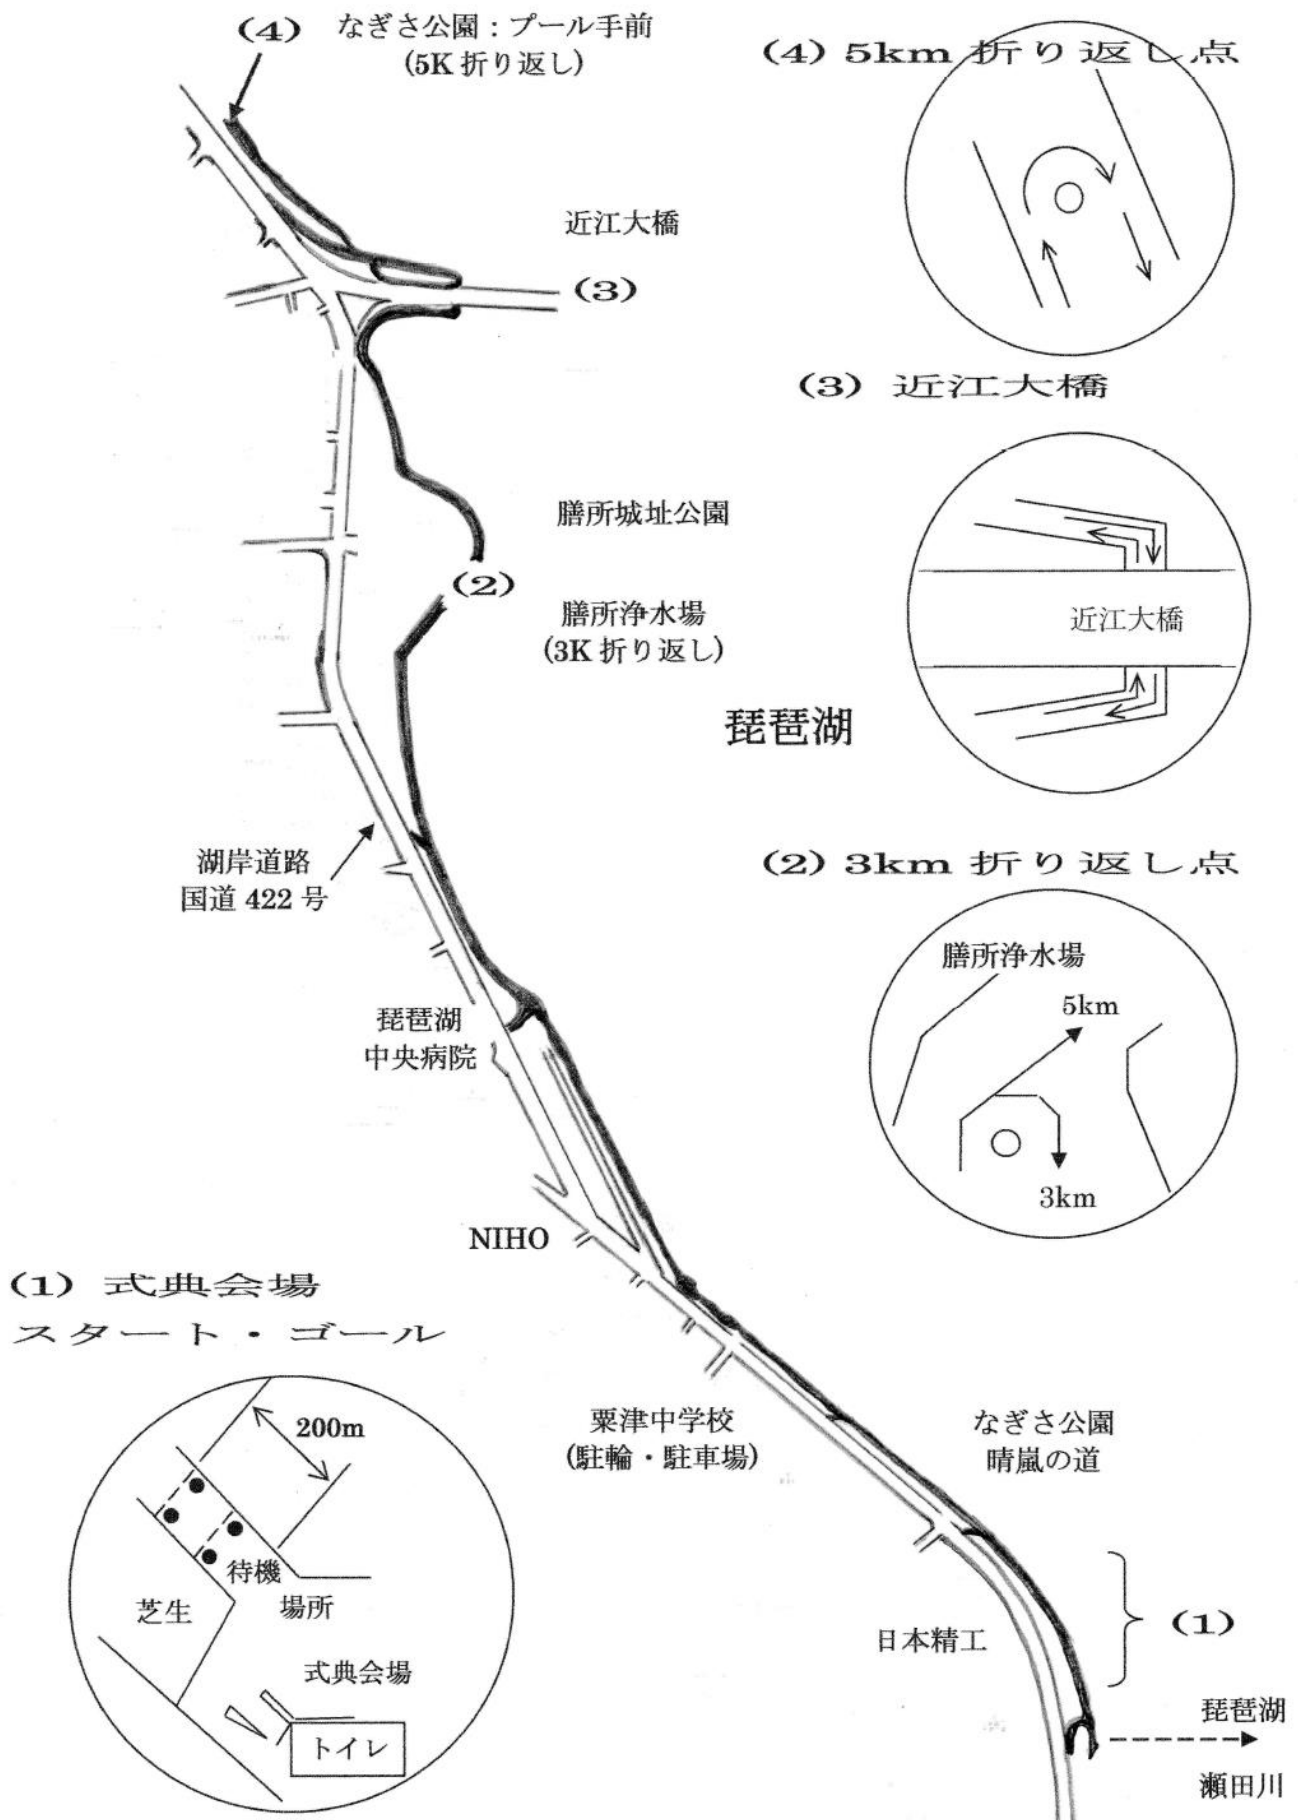 (4)
なぎさ公園：プール手前
(5K 折り返し)
(4) 5km 折り返し点
近江大橋
(3)
(3) 近江大橋
近江大橋
膳所城址公園
(2)
膳所浄水場
(3K 折り返し)
琵琶湖
湖岸道路
国道 422 号
(2) 3km 折り返し点
膳所浄水場
5km
3km
琵琶湖
中央病院
NIHO
(1) 式典会場
スタート・ゴール
200m
待機
場所
芝生
式典会場
トイレ
粟津中学校
(駐輪・駐車場)
なぎさ公園
晴嵐の道
日本精工
(1)
琵琶湖
瀬田川